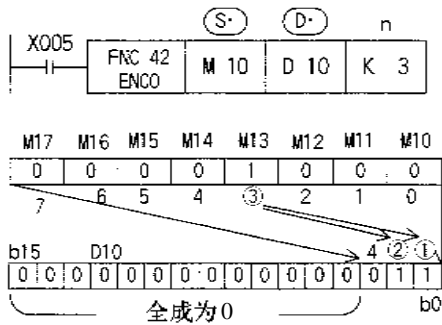 S· D· n
X005 FNC 42 ENCO M 10 D 10 K 3
M17 M16 M15 M14 M13 M12 M11 M10
0 0 0 0 1 0 0 0
7 6 5 4 ③ 2 1 0
4 ② ①
b15 D10
0 0 0 0 0 0 0 0 0 0 0 0 0 0 1 1
全成为0 b0